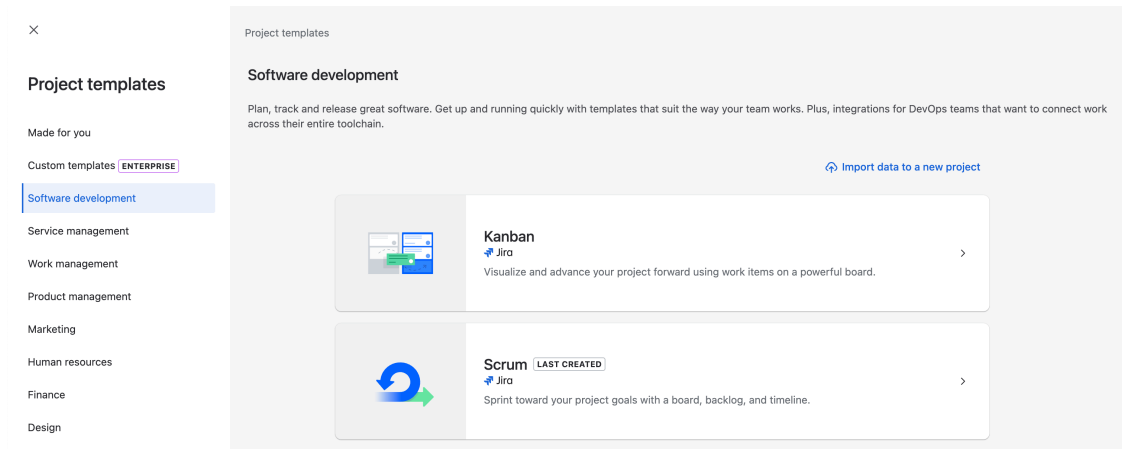 Project templates
Made for you
Custom templates ENTERPRISE
Software development
Service management
Work management
Product management
Marketing
Human resources
Finance
Design
Project templates
Software development
Plan, track and release great software. Get up and running quickly with templates that suit the way your team works. Plus, integrations for DevOps teams that want to connect work
across their entire toolchain.
Import data to a new project
Kanban
Jira
Visualize and advance your project forward using work items on a powerful board.
Scrum LAST CREATED
Jira
Sprint toward your project goals with a board, backlog, and timeline.